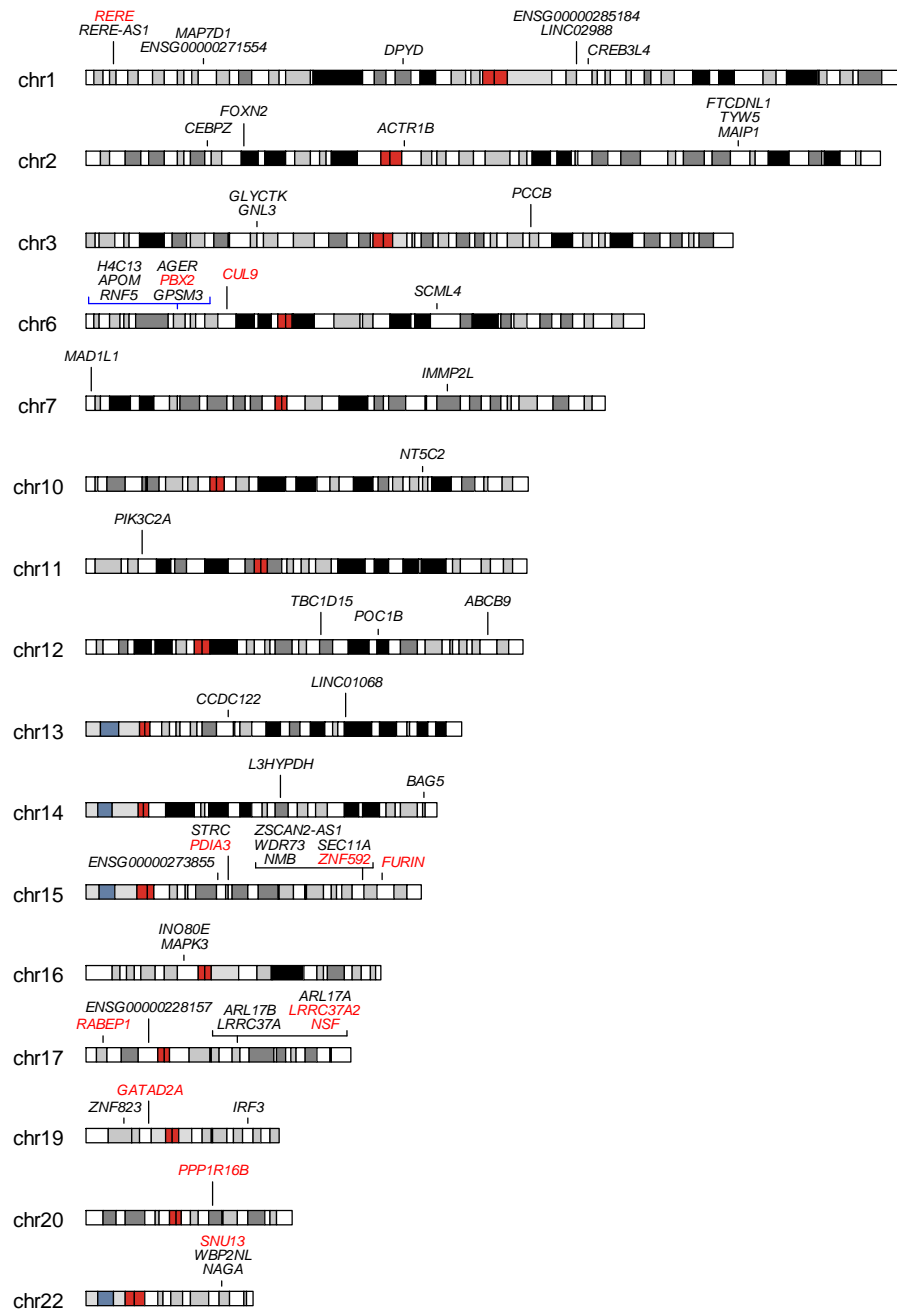 RERE
RERE-AS1
MAP7D1
ENSG00000271554
DPYD
ENSG00000285184
LINC02988
CREB3L4
chr1
CEBPZ
FOXN2
ACTR1B
FTCDNL1
TYW5
MAIP1
chr2
GLYCTK
GNL3
PCCB
chr3
H4C13 AGER
APOM PBX2
RNF5 GPSM3
CUL9
SCML4
chr6
MAD1L1
IMMP2L
chr7
NT5C2
chr10
PIK3C2A
chr11
TBC1D15
POC1B
ABCB9
chr12
CCDC122
LINC01068
chr13
L3HYPDH
BAG5
chr14
ENSG00000273855
STRC
PDIA3
ZSCAN2-AS1
WDR73 SEC11A
NMB ZNF592
FURIN
chr15
INO80E
MAPK3
chr16
RABEP1
ENSG00000228157
ARL17A
ARL17B LRRC37A2
LRRC37A NSF
chr17
ZNF823
GATAD2A
IRF3
chr19
PPP1R16B
chr20
SNU13
WBP2NL
NAGA
chr22